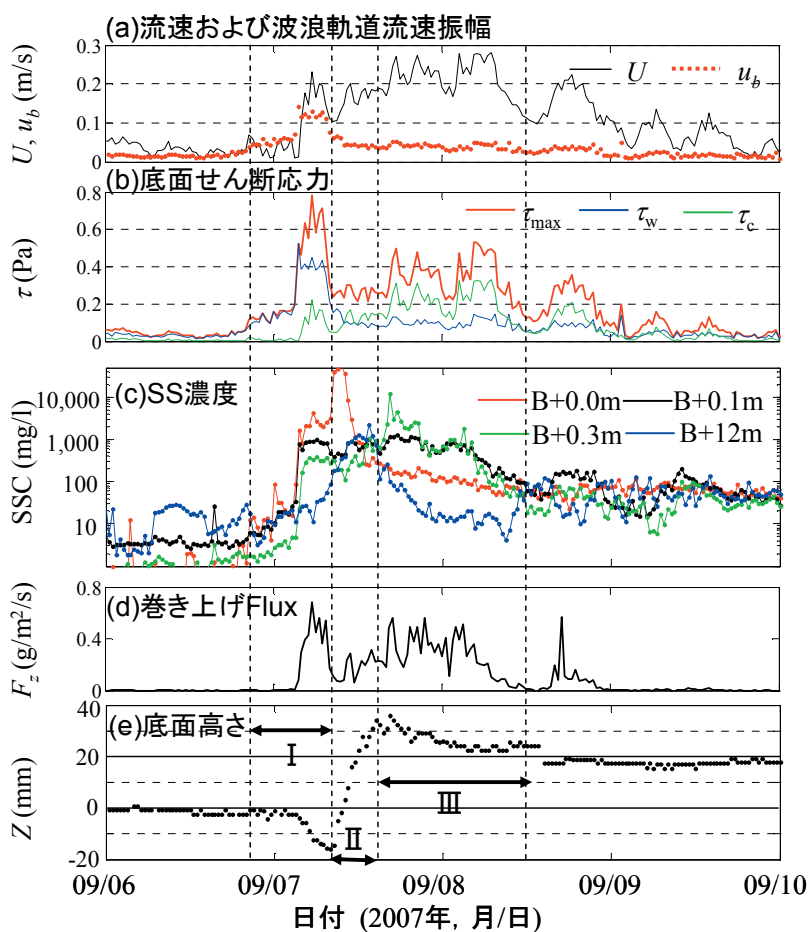 (a)流速および波浪軌道流速振幅
U, u_b (m/s)
0.3
0.2
0.1
0
U
u_b
(b)底面せん断応力
τ (Pa)
0.8
0.6
0.4
0.2
0
τ_max
τ_w
τ_c
(c)SS濃度
SSC (mg/l)
10,000
1,000
100
10
B+0.0m
B+0.1m
B+0.3m
B+12m
(d)巻き上げFlux
F_z (g/m²/s)
0.8
0.4
0
(e)底面高さ
Z (mm)
40
20
0
-20
Ⅰ
Ⅱ
Ⅲ
09/06 09/07 09/08 09/09 09/10
日付 (2007年, 月/日)